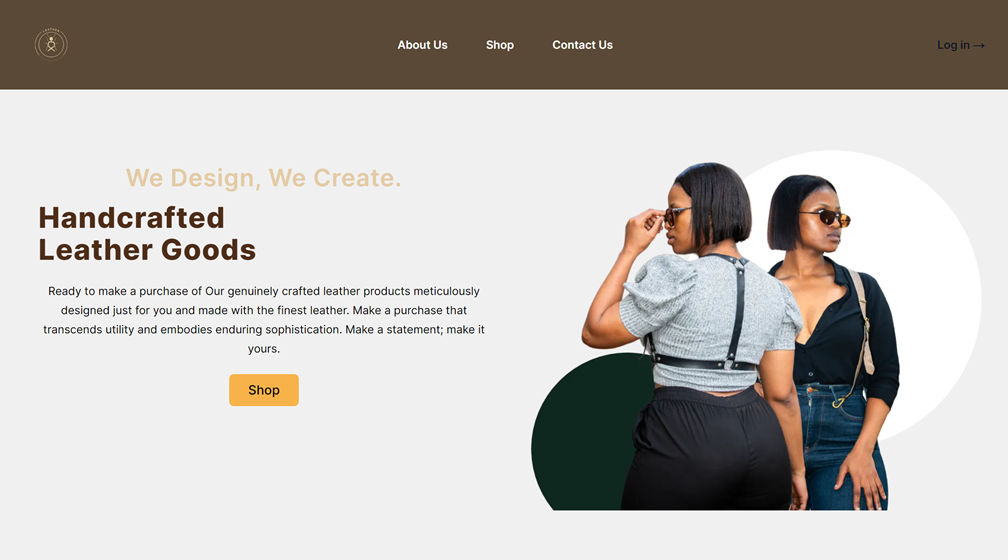 About Us
Shop
Contact Us
Log in →
We Design, We Create.
Handcrafted
Leather Goods
Ready to make a purchase of Our genuinely crafted leather products meticulously
designed just for you and made with the finest leather. Make a purchase that
transcends utility and embodies enduring sophistication. Make a statement; make it
yours.
Shop